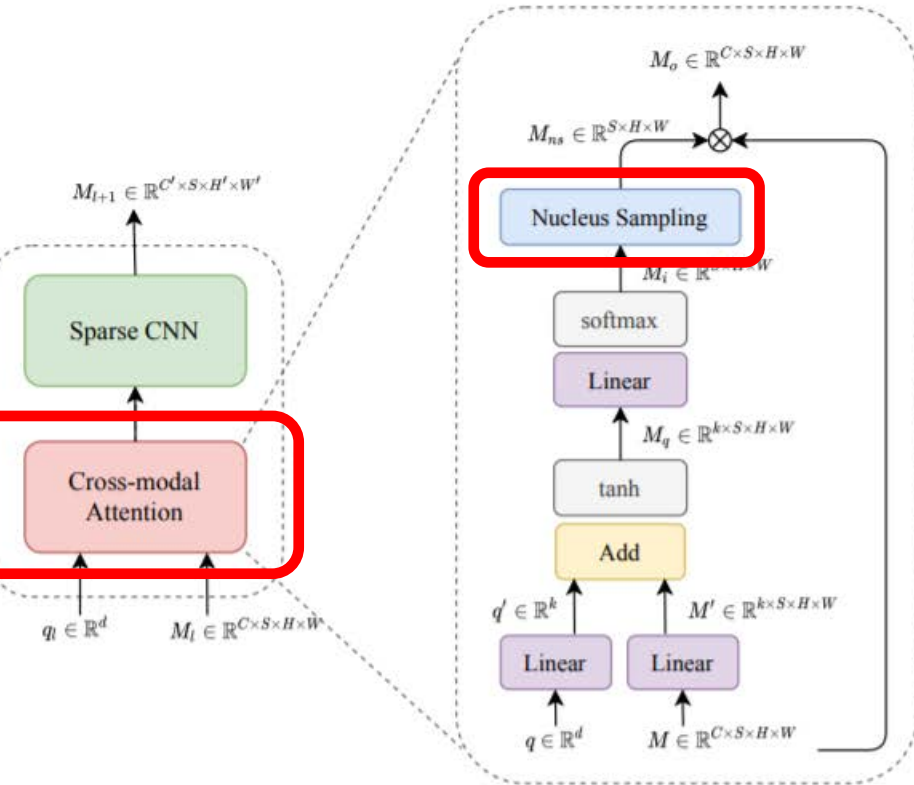 M_{l+1} ∈ ℝ^{C'×S×H'×W'}
Sparse CNN
Cross-modal
Attention
q_l ∈ ℝ^d
M_l ∈ ℝ^{C×S×H×W}
M_o ∈ ℝ^{C×S×H×W}
M_{ns} ∈ ℝ^{S×H×W}
Nucleus Sampling
M_i ∈ ℝ^{S×H×W}
softmax
Linear
M_q ∈ ℝ^{k×S×H×W}
tanh
Add
q' ∈ ℝ^k
M' ∈ ℝ^{k×S×H×W}
Linear
Linear
q ∈ ℝ^d
M ∈ ℝ^{C×S×H×W}